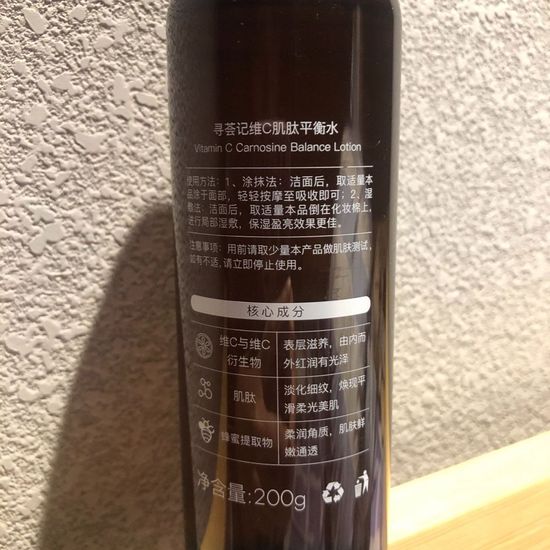 寻荟记维C肌肽平衡水
Vitamin C Carnosine Balance Lotion
使用方法：1、涂抹法：洁面后，取适量本
品涂于面部，轻轻按摩至吸收即可；2、湿
敷法：洁面后，取适量本品倒在化妆棉上，
进行局部湿敷，保湿盈亮效果更佳。
注意事项：用前请取少量本产品做肌肤测试，
如有不适，请立即停止使用。
核心成分
维C与维C
衍生物
表层滋养，由内而
外红润有光泽
肌肽
淡化细纹，焕现平
滑柔光美肌
蜂蜜提取物
柔润角质，肌肤鲜
嫩通透
净含量:200g